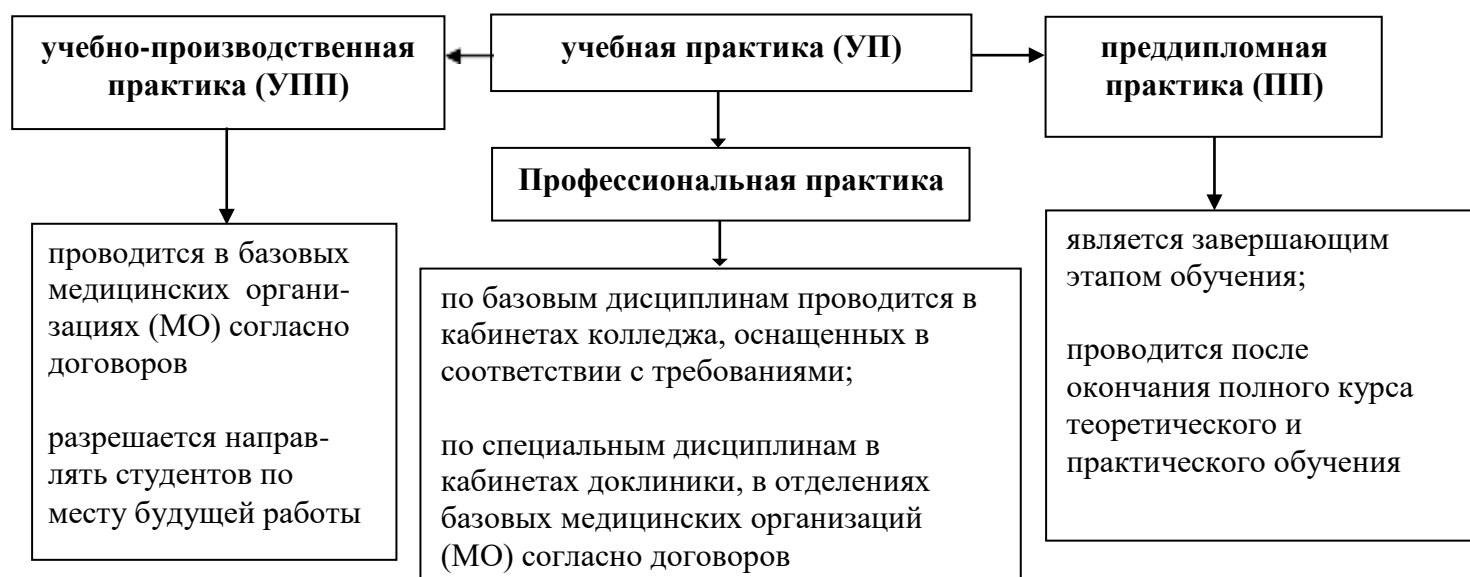 учебно-производственная
практика (УПП)
учебная практика (УП)
преддипломная
практика (ПП)
Профессиональная практика
проводится в базовых
медицинских органи-
зациях (МО) согласно
договоров
разрешается направ-
лять студентов по
месту будущей работы
по базовым дисциплинам проводится в
кабинетах колледжа, оснащенных в
соответствии с требованиями;
по специальным дисциплинам в
кабинетах доклиники, в отделениях
базовых медицинских организаций
(МО) согласно договоров
является завершающим
этапом обучения;
проводится после
окончания полного курса
теоретического и
практического обучения